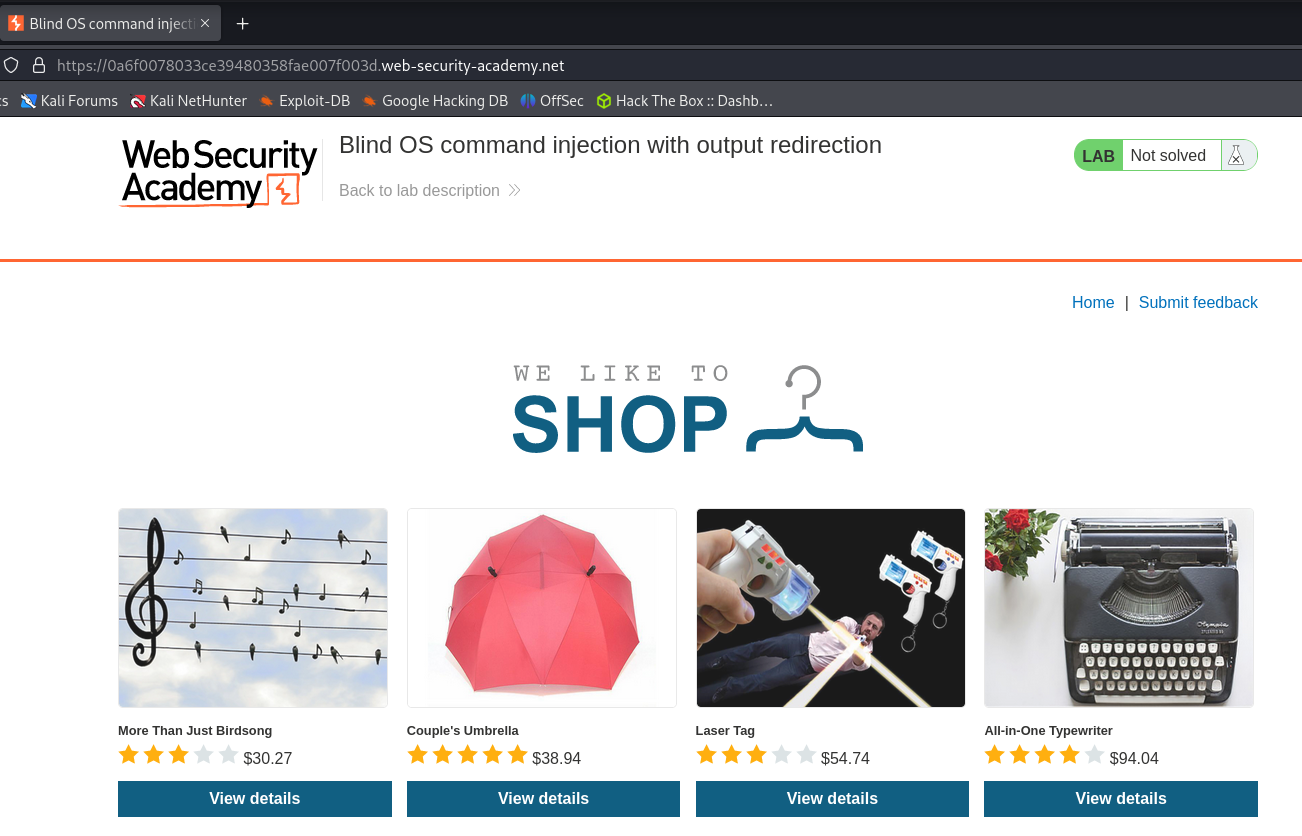 Blind OS command inject
https://0a6f0078033ce39480358fae007f003d.web-security-academy.net
Kali Forums Kali NetHunter Exploit-DB Google Hacking DB OffSec Hack The Box :: Dashb…
Web Security Academy
Blind OS command injection with output redirection
Back to lab description
LAB Not solved
Home | Submit feedback
WE LIKE TO
SHOP
More Than Just Birdsong
$30.27
View details
Couple's Umbrella
$38.94
View details
Laser Tag
$54.74
View details
All-in-One Typewriter
$94.04
View details